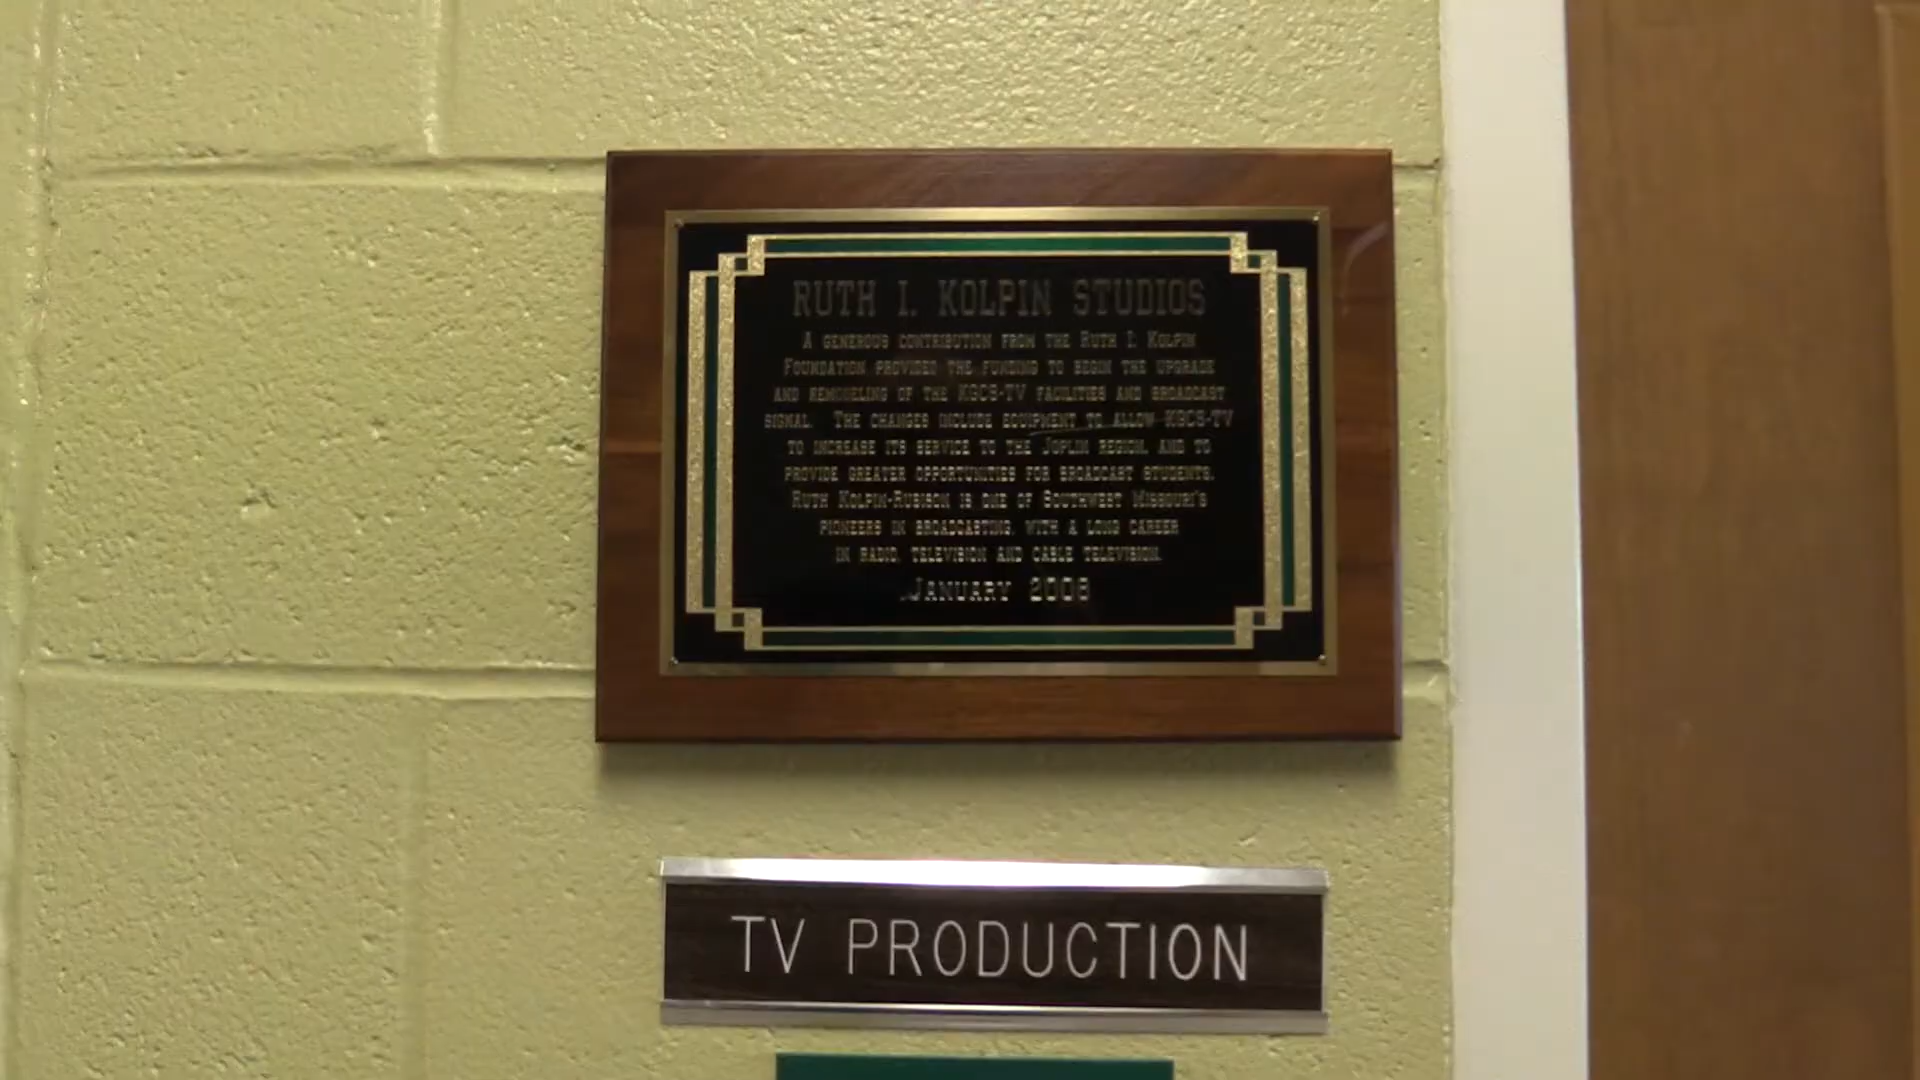 RUTH I. KOLPIN STUDIOS
A GENEROUS CONTRIBUTION FROM THE RUTH I. KOLPIN
FOUNDATION PROVIDED THE FUNDING TO BEGIN THE UPGRADE
AND REMODELING OF THE KGCS-TV FACILITIES AND BROADCAST
SIGNAL. THE CHANGES INCLUDE EQUIPMENT TO ALLOW KGCS-TV
TO INCREASE ITS SERVICE TO THE JOPLIN REGION, AND TO
PROVIDE GREATER OPPORTUNITIES FOR BROADCAST STUDENTS.
RUTH KOLPIN-RUBISON IS ONE OF SOUTHWEST MISSOURI'S
PIONEERS IN BROADCASTING, WITH A LONG CAREER
IN RADIO, TELEVISION AND CABLE TELEVISION.
JANUARY 2008
TV PRODUCTION